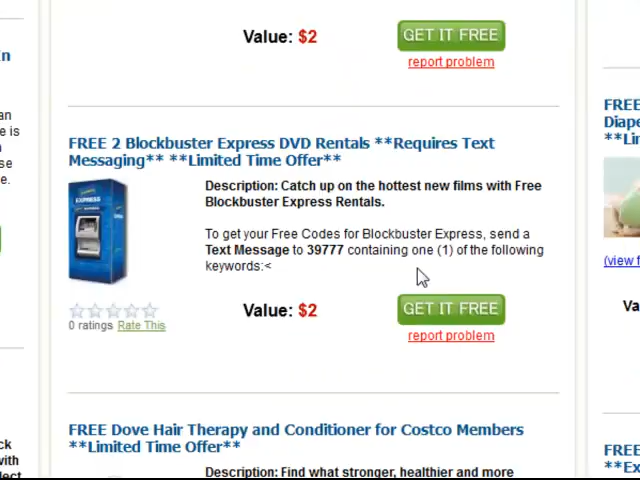 Value: $2
GET IT FREE
report problem
FREE 2 Blockbuster Express DVD Rentals **Requires Text
Messaging** **Limited Time Offer**
Description: Catch up on the hottest new films with Free
Blockbuster Express Rentals.
To get your Free Codes for Blockbuster Express, send a
Text Message to 39777 containing one (1) of the following
keywords:<
EXPRESS
0 ratings Rate This
Value: $2
GET IT FREE
report problem
FREE Dove Hair Therapy and Conditioner for Costco Members
**Limited Time Offer**
Description: Find what stronger, healthier and more
is
with
FREE
Diape
**Lin
(view f
Va
FREE
**Ex